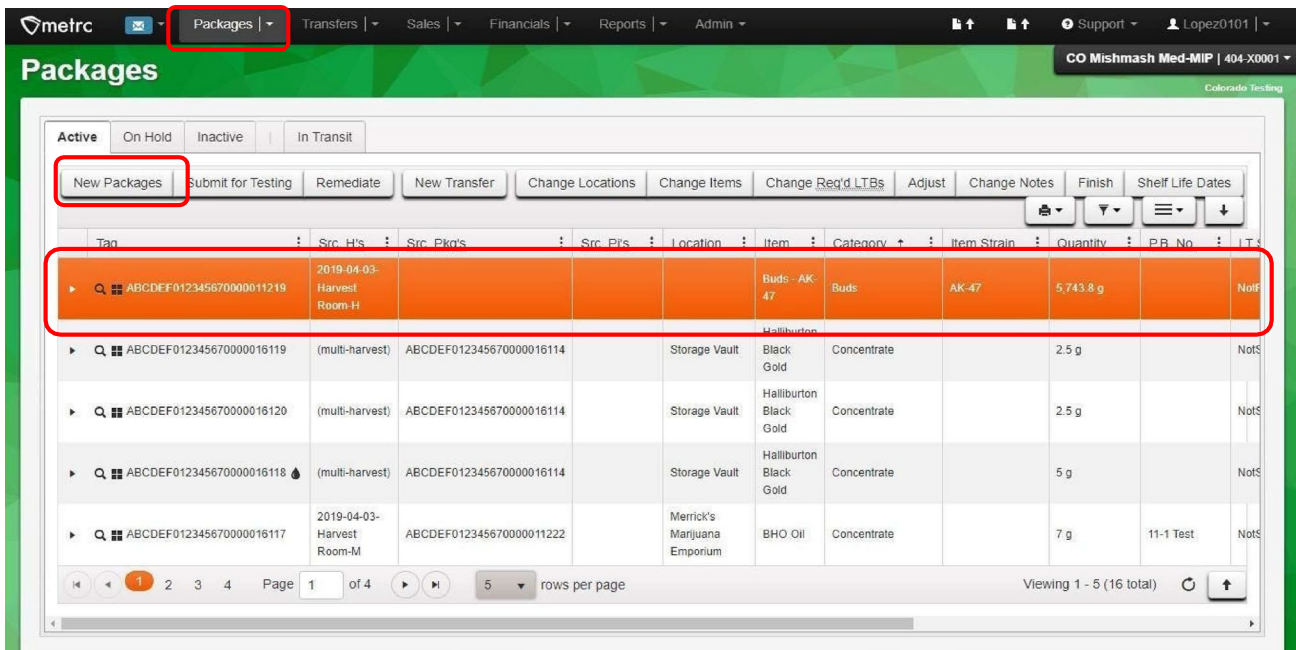 metrc Packages | Transfers | Sales | Financials | Reports | Admin Support Lopez0101 |
Packages
CO Mishmash Med-MIP | 404-X0001
Colorado Testing
Active On Hold Inactive | In Transit
New Packages Submit for Testing Remediate New Transfer Change Locations Change Items Change Req'd LTBs Adjust Change Notes Finish Shelf Life Dates
Tag Src. H's Src. Pkg's Src. Pj's Location Item Category Item Strain Quantity P.B. No. I.T.S
ABCDEF012345670000011219 2019-04-03-Harvest Room-H Buds - AK-47 Buds AK-47 5,743.8 g
ABCDEF012345670000016119 (multi-harvest) ABCDEF012345670000016114 Storage Vault Halliburton Black Gold Concentrate 2.5 g NotS
ABCDEF012345670000016120 (multi-harvest) ABCDEF012345670000016114 Storage Vault Halliburton Black Gold Concentrate 2.5 g NotS
ABCDEF012345670000016118 (multi-harvest) ABCDEF012345670000016114 Storage Vault Halliburton Black Gold Concentrate 5 g NotS
ABCDEF012345670000016117 2019-04-03-Harvest Room-M ABCDEF012345670000011222 Merrick's Marijuana Emporium BHO Oil Concentrate 7 g 11-1 Test NotS
1 2 3 4 Page 1 of 4 5 rows per page Viewing 1 - 5 (16 total)